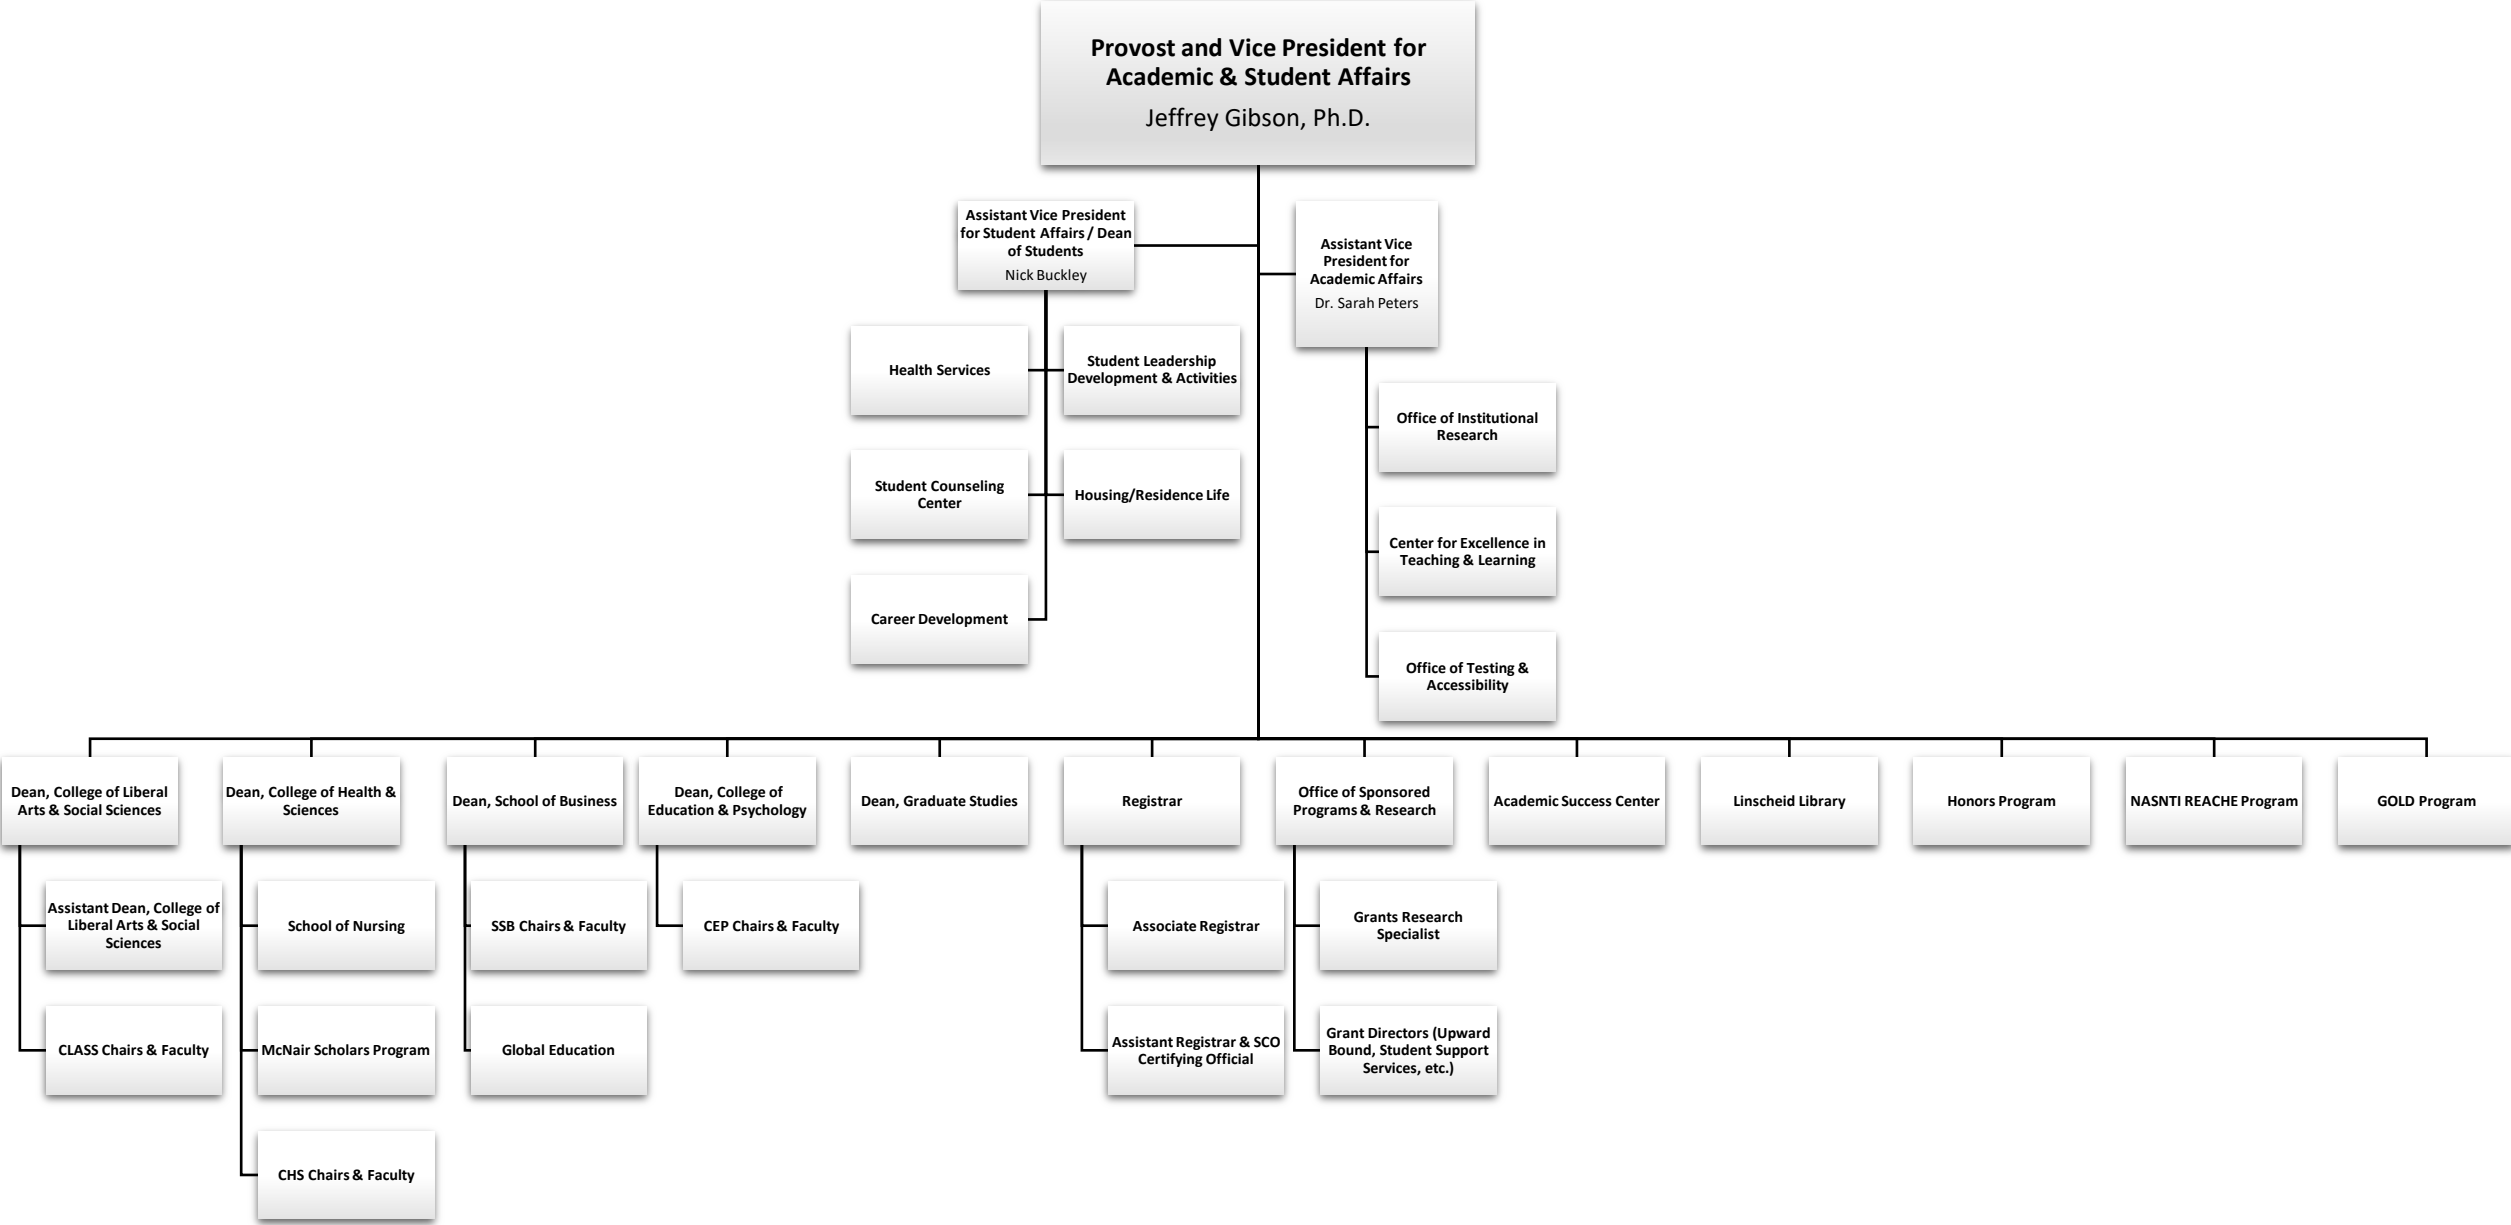 Provost and Vice President for
Academic & Student Affairs
Jeffrey Gibson, Ph.D.
Assistant Vice President
for Student Affairs / Dean
of Students
Nick Buckley
Assistant Vice
President for
Academic Affairs
Dr. Sarah Peters
Health Services
Student Leadership
Development & Activities
Student Counseling
Center
Housing/Residence Life
Career Development
Office of Institutional
Research
Center for Excellence in
Teaching & Learning
Office of Testing &
Accessibility
Dean, College of Liberal
Arts & Social Sciences
Dean, College of Health &
Sciences
Dean, School of Business
Dean, College of
Education & Psychology
Dean, Graduate Studies
Registrar
Office of Sponsored
Programs & Research
Academic Success Center
Linscheid Library
Honors Program
NASNTI REACHE Program
GOLD Program
Assistant Dean, College of
Liberal Arts & Social
Sciences
CLASS Chairs & Faculty
School of Nursing
McNair Scholars Program
CHS Chairs & Faculty
SSB Chairs & Faculty
Global Education
CEP Chairs & Faculty
Associate Registrar
Assistant Registrar & SCO
Certifying Official
Grants Research
Specialist
Grant Directors (Upward
Bound, Student Support
Services, etc.)